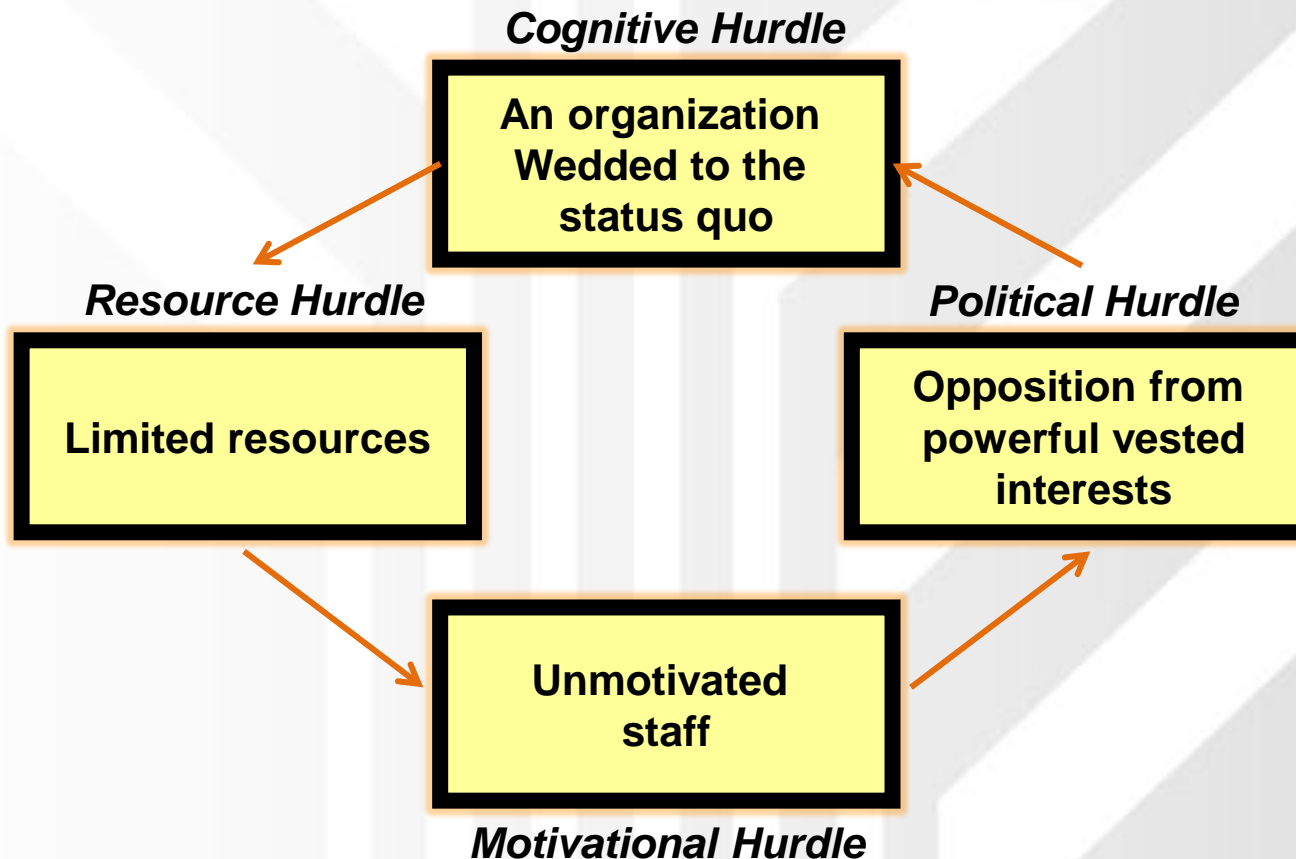 Cognitive Hurdle
An organization
Wedded to the
status quo
Resource Hurdle
Limited resources
Political Hurdle
Opposition from
powerful vested
interests
Unmotivated
staff
Motivational Hurdle